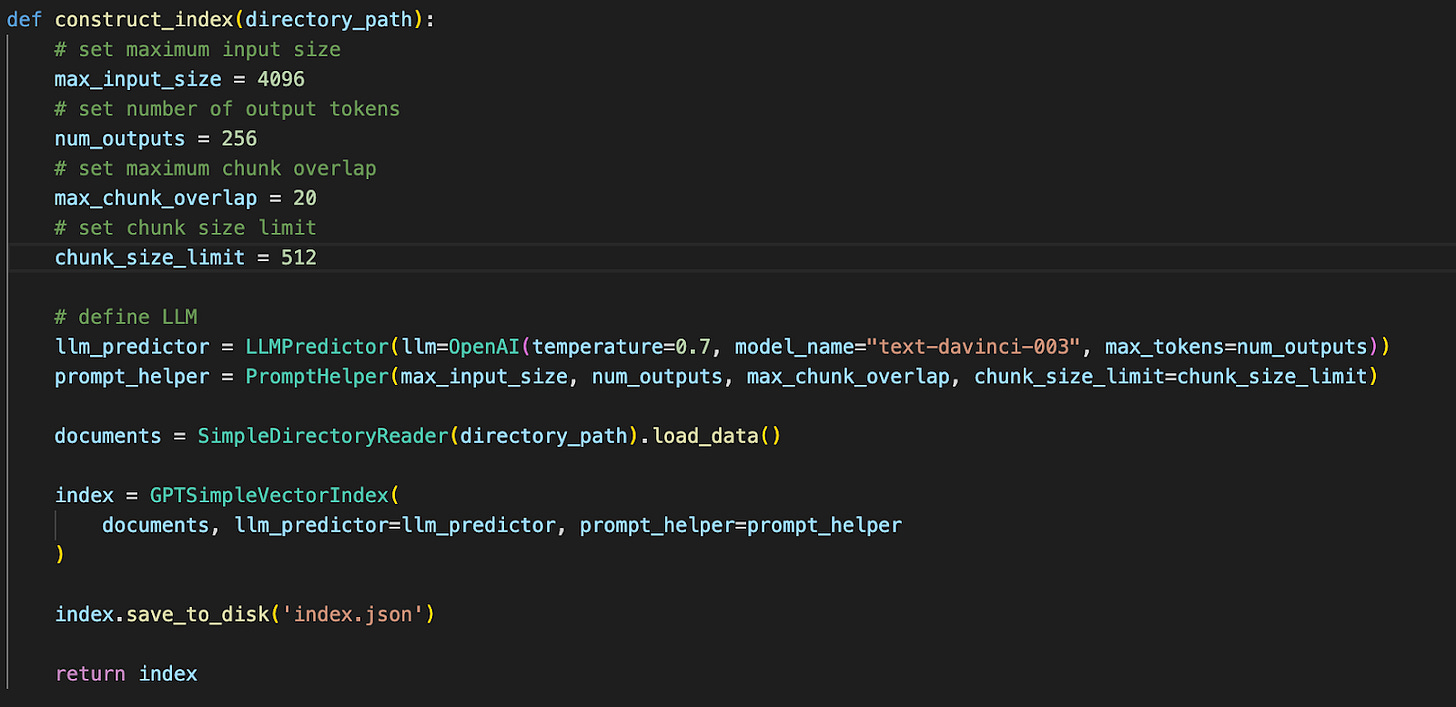 def construct_index(directory_path):
    # set maximum input size
    max_input_size = 4096
    # set number of output tokens
    num_outputs = 256
    # set maximum chunk overlap
    max_chunk_overlap = 20
    # set chunk size limit
    chunk_size_limit = 512

    # define LLM
    llm_predictor = LLMPredictor(llm=OpenAI(temperature=0.7, model_name="text-davinci-003", max_tokens=num_outputs))
    prompt_helper = PromptHelper(max_input_size, num_outputs, max_chunk_overlap, chunk_size_limit=chunk_size_limit)

    documents = SimpleDirectoryReader(directory_path).load_data()

    index = GPTSimpleVectorIndex(
        documents, llm_predictor=llm_predictor, prompt_helper=prompt_helper
    )

    index.save_to_disk('index.json')

    return index